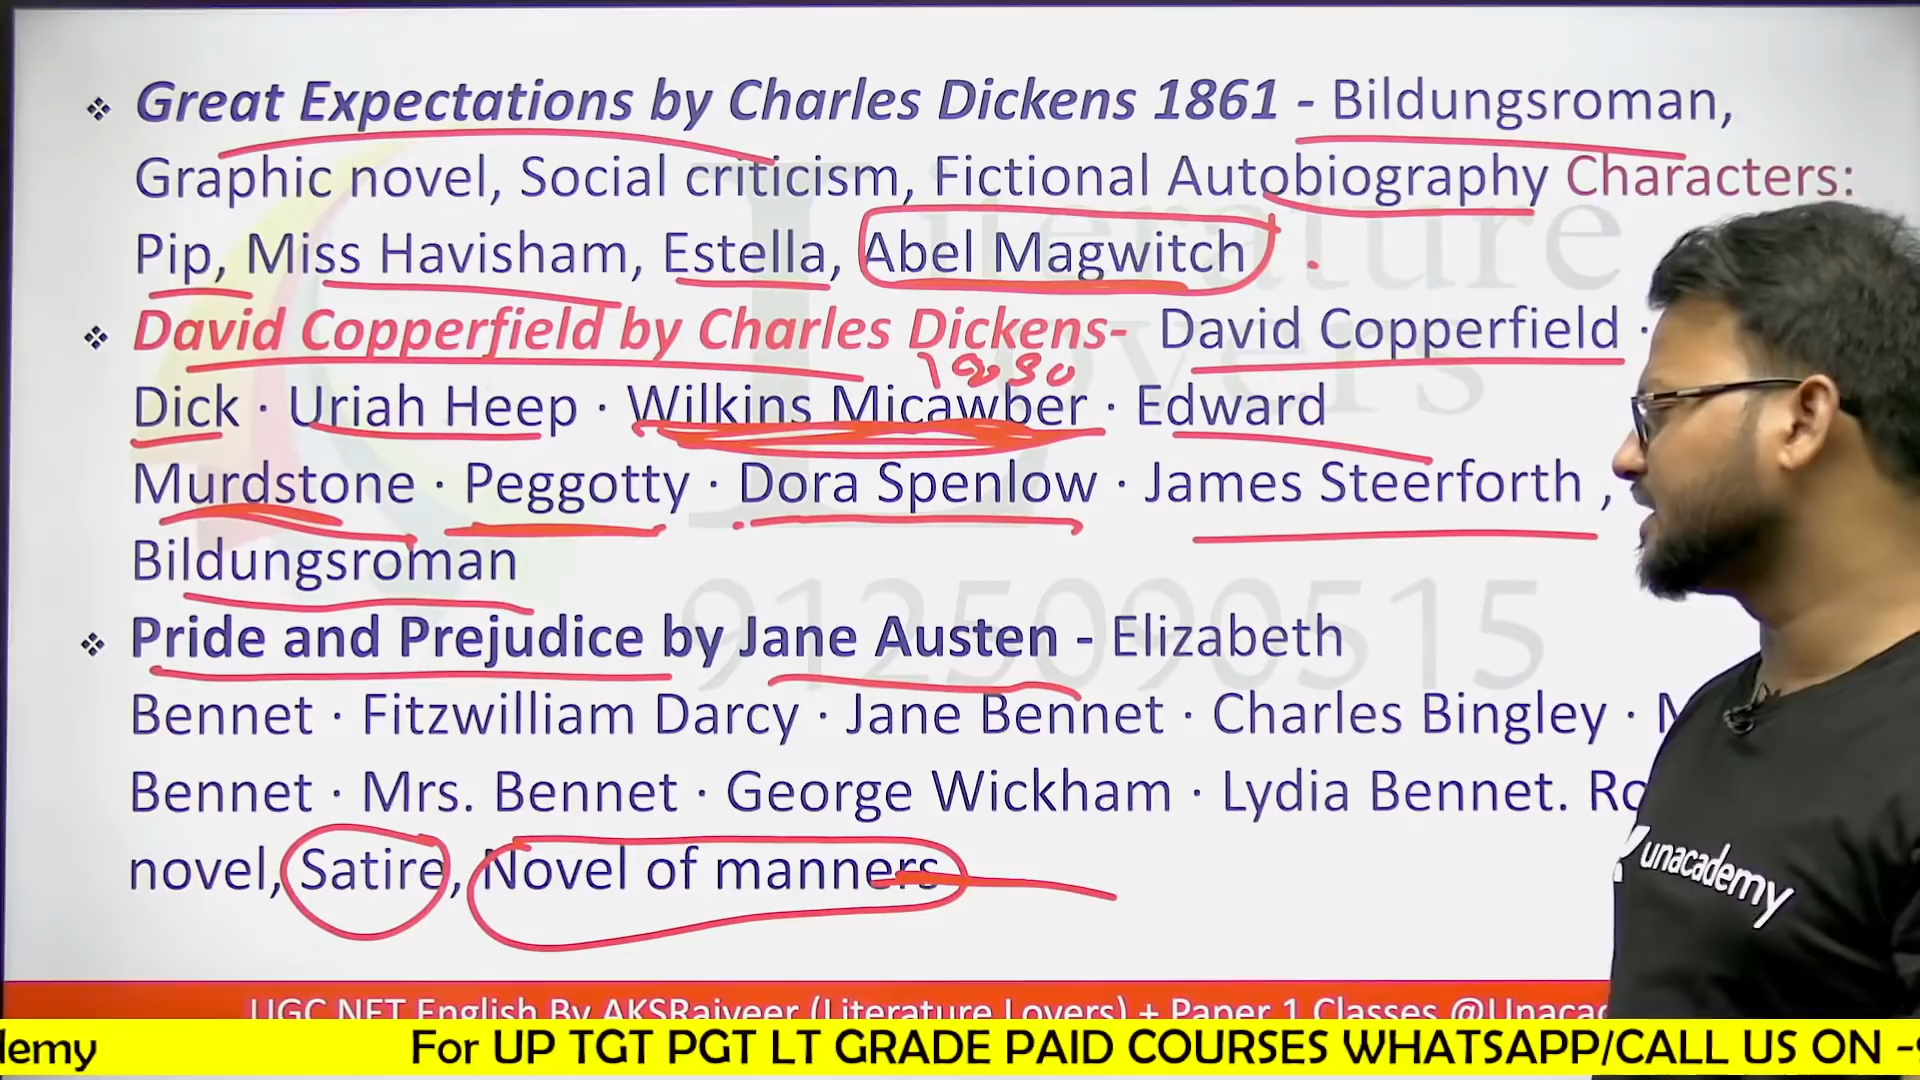 Great Expectations by Charles Dickens 1861 - Bildungsroman,
Graphic novel, Social criticism, Fictional Autobiography Characters:
Pip, Miss Havisham, Estella, Abel Magwitch
David Copperfield by Charles Dickens- David Copperfield ·
Dick · Uriah Heep · Wilkins Micawber · Edward
Murdstone · Peggotty · Dora Spenlow · James Steerforth ,
Bildungsroman
Pride and Prejudice by Jane Austen - Elizabeth
Bennet · Fitzwilliam Darcy · Jane Bennet · Charles Bingley ·
Bennet · Mrs. Bennet · George Wickham · Lydia Bennet.
novel, Satire, Novel of manners
Literature
Lovers
9125090515
unacademy
UGC NET English By AKSRajveer (Literature Lovers) + Paper 1 Classes
For UP TGT PGT LT GRADE PAID COURSES WHATSAPP/CALL US ON